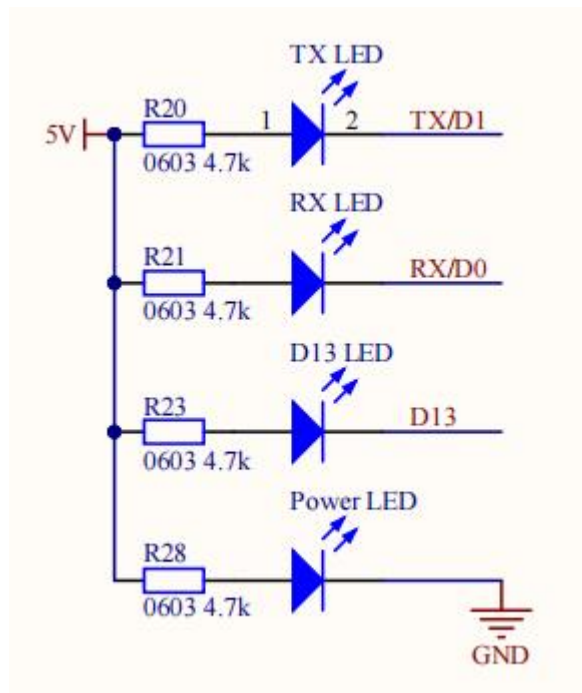 TX LED
R20
1
2
TX/D1
5V
0603 4.7k
RX LED
R21
RX/D0
0603 4.7k
D13 LED
R23
D13
0603 4.7k
Power LED
R28
0603 4.7k
GND